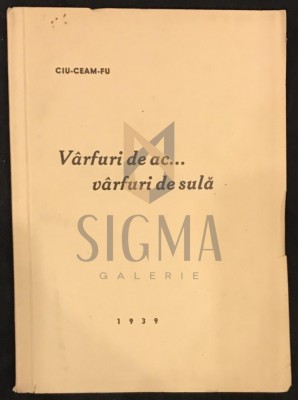 CIU-CEAM-FU
Vârfuri de ac...
vârfuri de sulă
SIGMA
GALERIE
1939